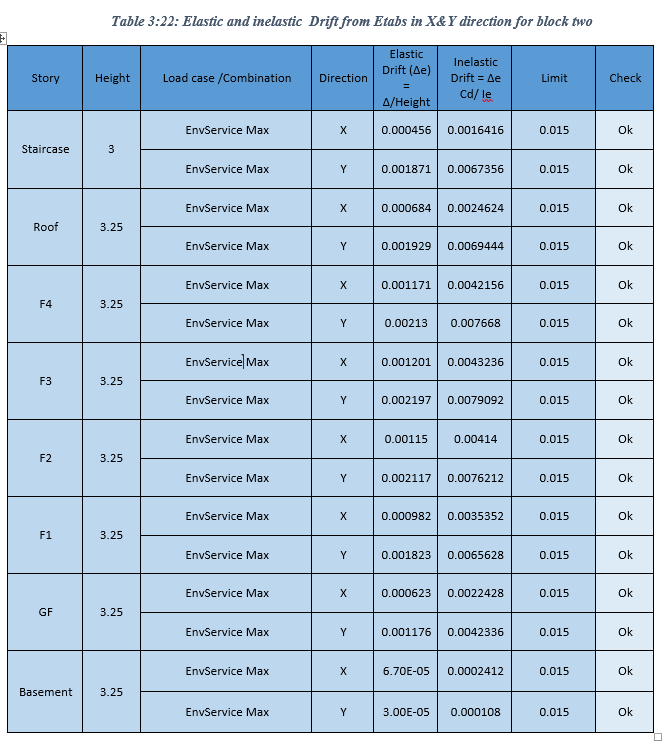 Table 3:22: Elastic and inelastic Drift from Etabs in X&Y direction for block two
Story Height Load case /Combination Direction Elastic Drift (Δe) = Δ/Height Inelastic Drift = Δe Cd/ Ie Limit Check
Staircase 3 EnvService Max X 0.000456 0.0016416 0.015 Ok
EnvService Max Y 0.001871 0.0067356 0.015 Ok
Roof 3.25 EnvService Max X 0.000684 0.0024624 0.015 Ok
EnvService Max Y 0.001929 0.0069444 0.015 Ok
F4 3.25 EnvService Max X 0.001171 0.0042156 0.015 Ok
EnvService Max Y 0.00213 0.007668 0.015 Ok
F3 3.25 EnvService Max X 0.001201 0.0043236 0.015 Ok
EnvService Max Y 0.002197 0.0079092 0.015 Ok
F2 3.25 EnvService Max X 0.00115 0.00414 0.015 Ok
EnvService Max Y 0.002117 0.0076212 0.015 Ok
F1 3.25 EnvService Max X 0.000982 0.0035352 0.015 Ok
EnvService Max Y 0.001823 0.0065628 0.015 Ok
GF 3.25 EnvService Max X 0.000623 0.0022428 0.015 Ok
EnvService Max Y 0.001176 0.0042336 0.015 Ok
Basement 3.25 EnvService Max X 6.70E-05 0.0002412 0.015 Ok
EnvService Max Y 3.00E-05 0.000108 0.015 Ok